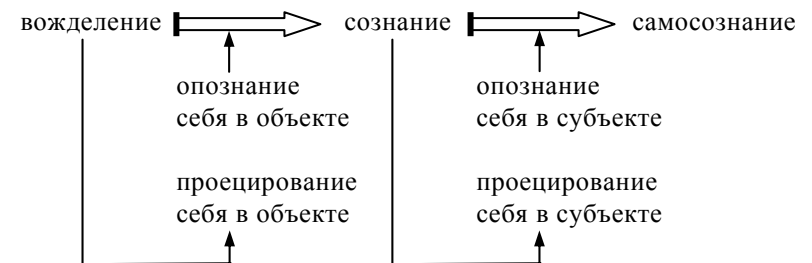 вожделение сознание самосознание
опознание опознание
себя в объекте себя в субъекте
проецирование проецирование
себя в объекте себя в субъекте